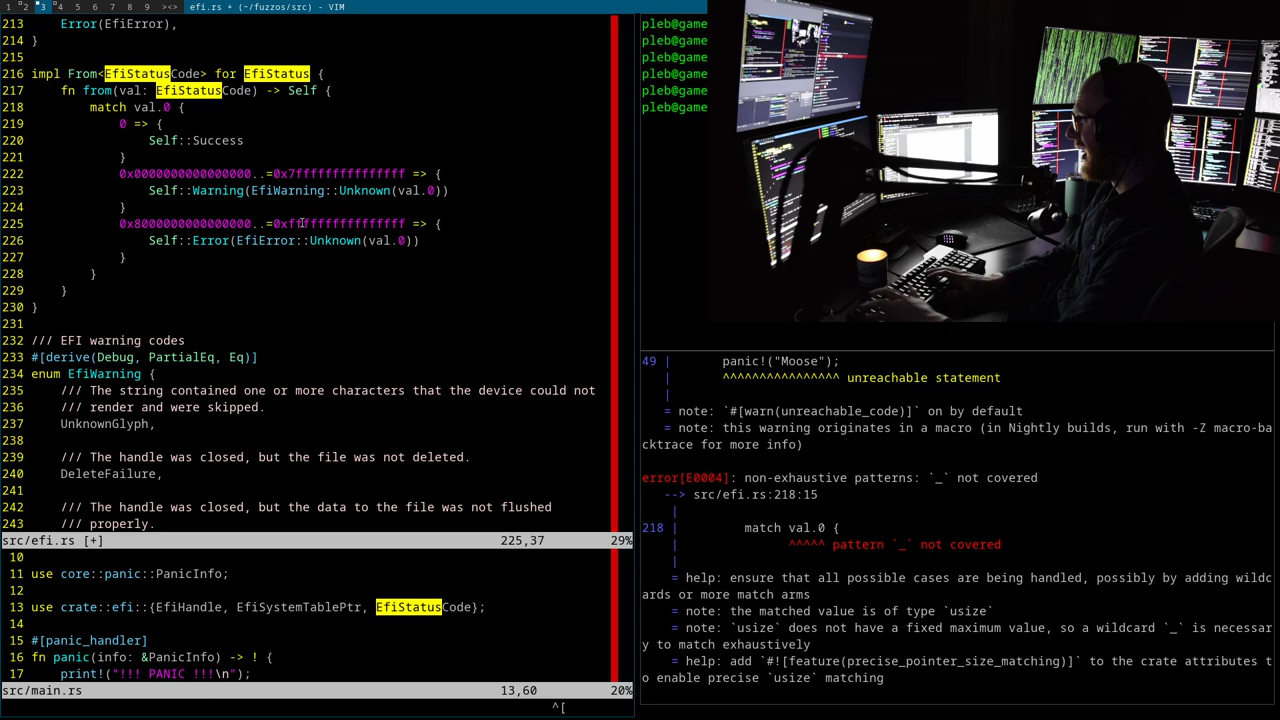 1 2 3 4 5 6 7 8 9 ><> efi.rs + (~/fuzzos/src) - VIM
213     Error(EfiError),
214 }
215
216 impl From<EfiStatusCode> for EfiStatus {
217     fn from(val: EfiStatusCode) -> Self {
218         match val.0 {
219             0 => {
220                 Self::Success
221             }
222             0x0000000000000000..=0x7fffffffffffffff => {
223                 Self::Warning(EfiWarning::Unknown(val.0))
224             }
225             0x8000000000000000..=0xffffffffffffffff => {
226                 Self::Error(EfiError::Unknown(val.0))
227             }
228         }
229     }
230 }
231
232 /// EFI warning codes
233 #[derive(Debug, PartialEq, Eq)]
234 enum EfiWarning {
235     /// The string contained one or more characters that the device could not
236     /// render and were skipped.
237     UnknownGlyph,
238
239     /// The handle was closed, but the file was not deleted.
240     DeleteFailure,
241
242     /// The handle was closed, but the data to the file was not flushed
243     /// properly.
src/efi.rs [+] 225,37 29%
10
11 use core::panic::PanicInfo;
12
13 use crate::efi::{EfiHandle, EfiSystemTablePtr, EfiStatusCode};
14
15 #[panic_handler]
16 fn panic(info: &PanicInfo) -> ! {
17     print!("!!! PANIC !!!\n");
src/main.rs 13,60 20%
^[
pleb@game
pleb@game
pleb@game
pleb@game
pleb@game
pleb@game
49 |       panic!("Moose");
   |       ^^^^^^^^^^^^^^^^ unreachable statement
   |
   = note: `#[warn(unreachable_code)]` on by default
   = note: this warning originates in a macro (in Nightly builds, run with -Z macro-ba
cktrace for more info)
error[E0004]: non-exhaustive patterns: `_` not covered
   --> src/efi.rs:218:15
    |
218 |         match val.0 {
    |               ^^^^^ pattern `_` not covered
    |
    = help: ensure that all possible cases are being handled, possibly by adding wildc
ards or more match arms
    = note: the matched value is of type `usize`
    = note: `usize` does not have a fixed maximum value, so a wildcard `_` is necessar
y to match exhaustively
    = help: add `#![feature(precise_pointer_size_matching)]` to the crate attributes t
o enable precise `usize` matching